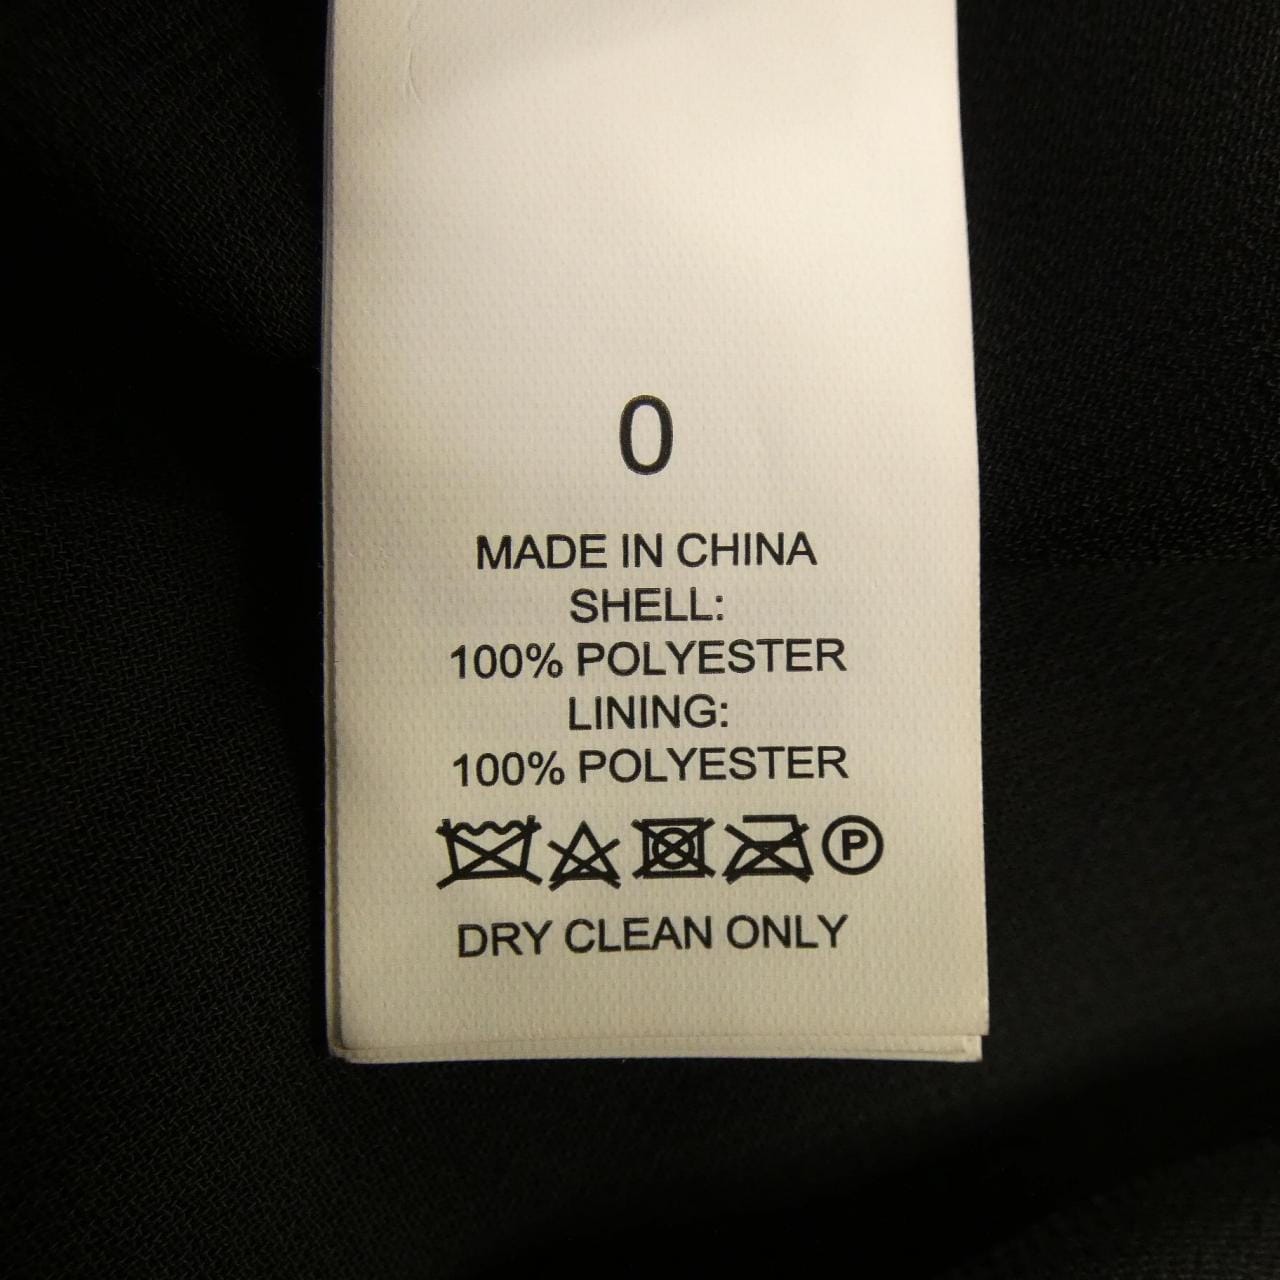 0
MADE IN CHINA
SHELL:
100% POLYESTER
LINING:
100% POLYESTER
P
DRY CLEAN ONLY